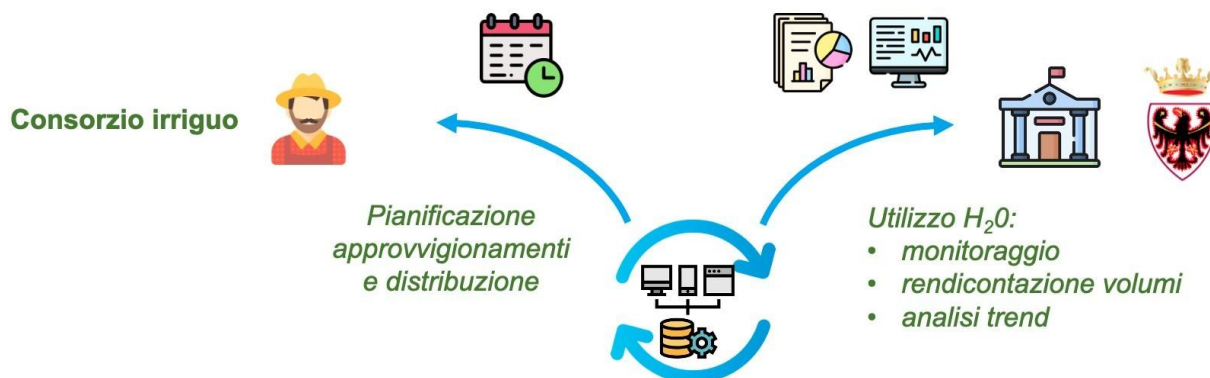 Consorzio irriguo
Pianificazione
approvvigionamenti
e distribuzione
Utilizzo H₂0:
• monitoraggio
• rendicontazione volumi
• analisi trend